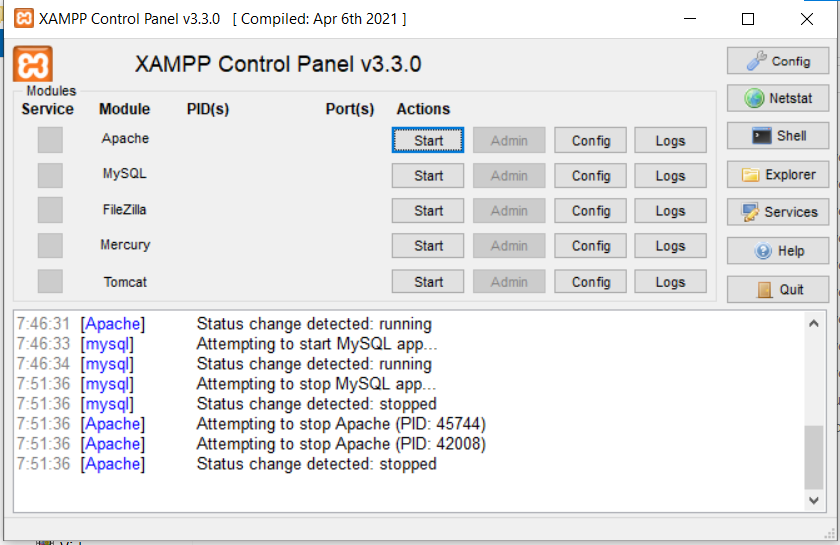 XAMPP Control Panel v3.3.0 [ Compiled: Apr 6th 2021 ]
XAMPP Control Panel v3.3.0
Config
Modules
Service Module PID(s) Port(s) Actions
Netstat
Apache Start Admin Config Logs
Shell
MySQL Start Admin Config Logs
Explorer
FileZilla Start Admin Config Logs
Services
Mercury Start Admin Config Logs
Help
Tomcat Start Admin Config Logs
Quit
7:46:31 [Apache] Status change detected: running
7:46:33 [mysql] Attempting to start MySQL app...
7:46:34 [mysql] Status change detected: running
7:51:36 [mysql] Attempting to stop MySQL app...
7:51:36 [mysql] Status change detected: stopped
7:51:36 [Apache] Attempting to stop Apache (PID: 45744)
7:51:36 [Apache] Attempting to stop Apache (PID: 42008)
7:51:36 [Apache] Status change detected: stopped